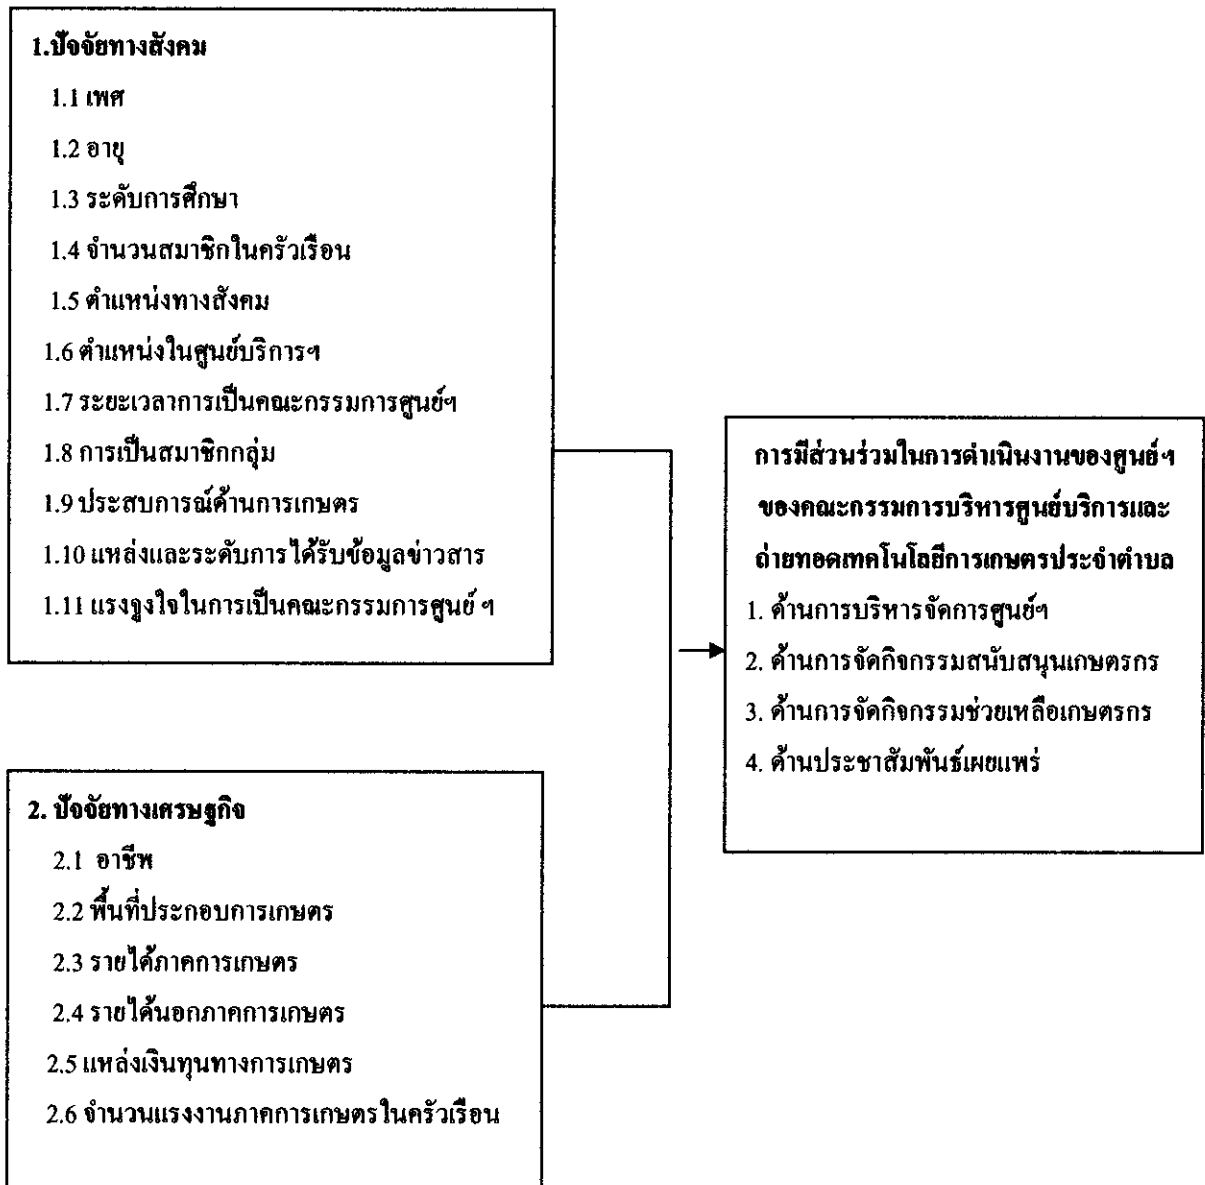 1.ปัจจัยทางสังคม
1.1 เพศ
1.2 อายุ
1.3 ระดับการศึกษา
1.4 จำนวนสมาชิกในครัวเรือน
1.5 ตำแหน่งทางสังคม
1.6 ตำแหน่งในศูนย์บริการฯ
1.7 ระยะเวลาการเป็นคณะกรรมการศูนย์ฯ
1.8 การเป็นสมาชิกกลุ่ม
1.9 ประสบการณ์ด้านการเกษตร
1.10 แหล่งและระดับการได้รับข้อมูลข่าวสาร
1.11 แรงจูงใจในการเป็นคณะกรรมการศูนย์ ฯ
2. ปัจจัยทางเศรษฐกิจ
2.1 อาชีพ
2.2 พื้นที่ประกอบการเกษตร
2.3 รายได้ภาคการเกษตร
2.4 รายได้นอกภาคการเกษตร
2.5 แหล่งเงินทุนทางการเกษตร
2.6 จำนวนแรงงานภาคการเกษตรในครัวเรือน
การมีส่วนร่วมในการดำเนินงานของศูนย์ฯ
ของคณะกรรมการบริหารศูนย์บริการและ
ถ่ายทอดเทคโนโลยีการเกษตรประจำตำบล
1. ด้านการบริหารจัดการศูนย์ฯ
2. ด้านการจัดกิจกรรมสนับสนุนเกษตรกร
3. ด้านการจัดกิจกรรมช่วยเหลือเกษตรกร
4. ด้านประชาสัมพันธ์เผยแพร่